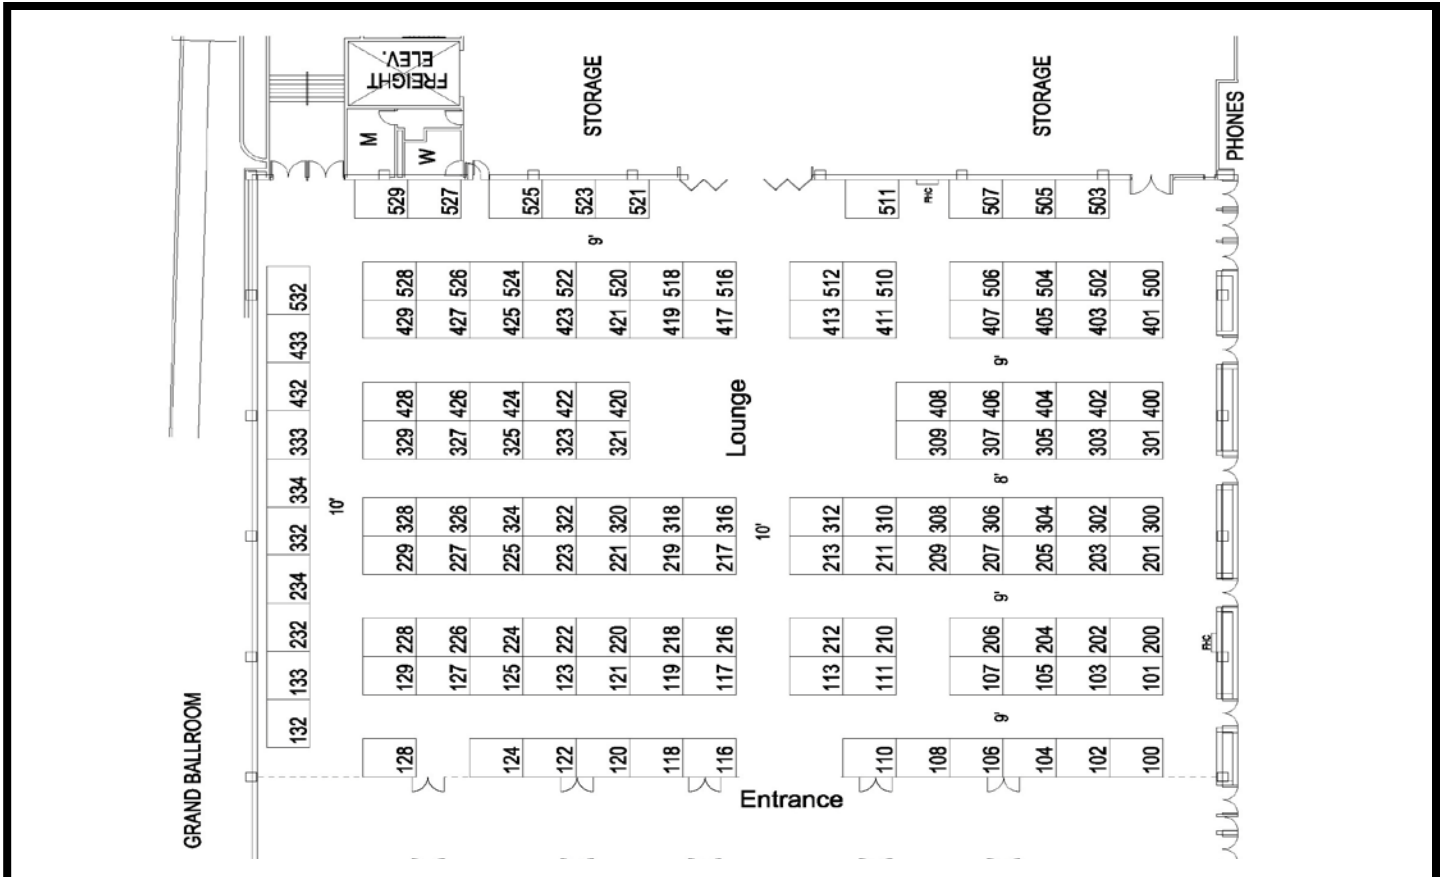 FREIGHT
ELEV.
STORAGE
STORAGE
PHONES
M
W
529 527 525 523 521 511 FHC 507 505 503
9'
532 528 526 524 522 520 518 516 512 510 506 504 502 500
433 429 427 425 423 421 419 417 413 411 407 405 403 401
9'
432 428 426 424 422 420 Lounge 408 406 404 402 400
333 329 327 325 323 321 309 307 305 303 301
8'
334 10' 328 326 324 322 320 318 316 10' 312 310 308 306 304 302 300
332 229 227 225 223 221 219 217 213 211 209 207 205 203 201
234 9'
232 228 226 224 222 220 218 216 212 210 206 204 202 200 FHC
133 129 127 125 123 121 119 117 113 111 107 105 103 101
132 9'
128 124 122 120 118 116 110 108 106 104 102 100
GRAND BALLROOM
Entrance